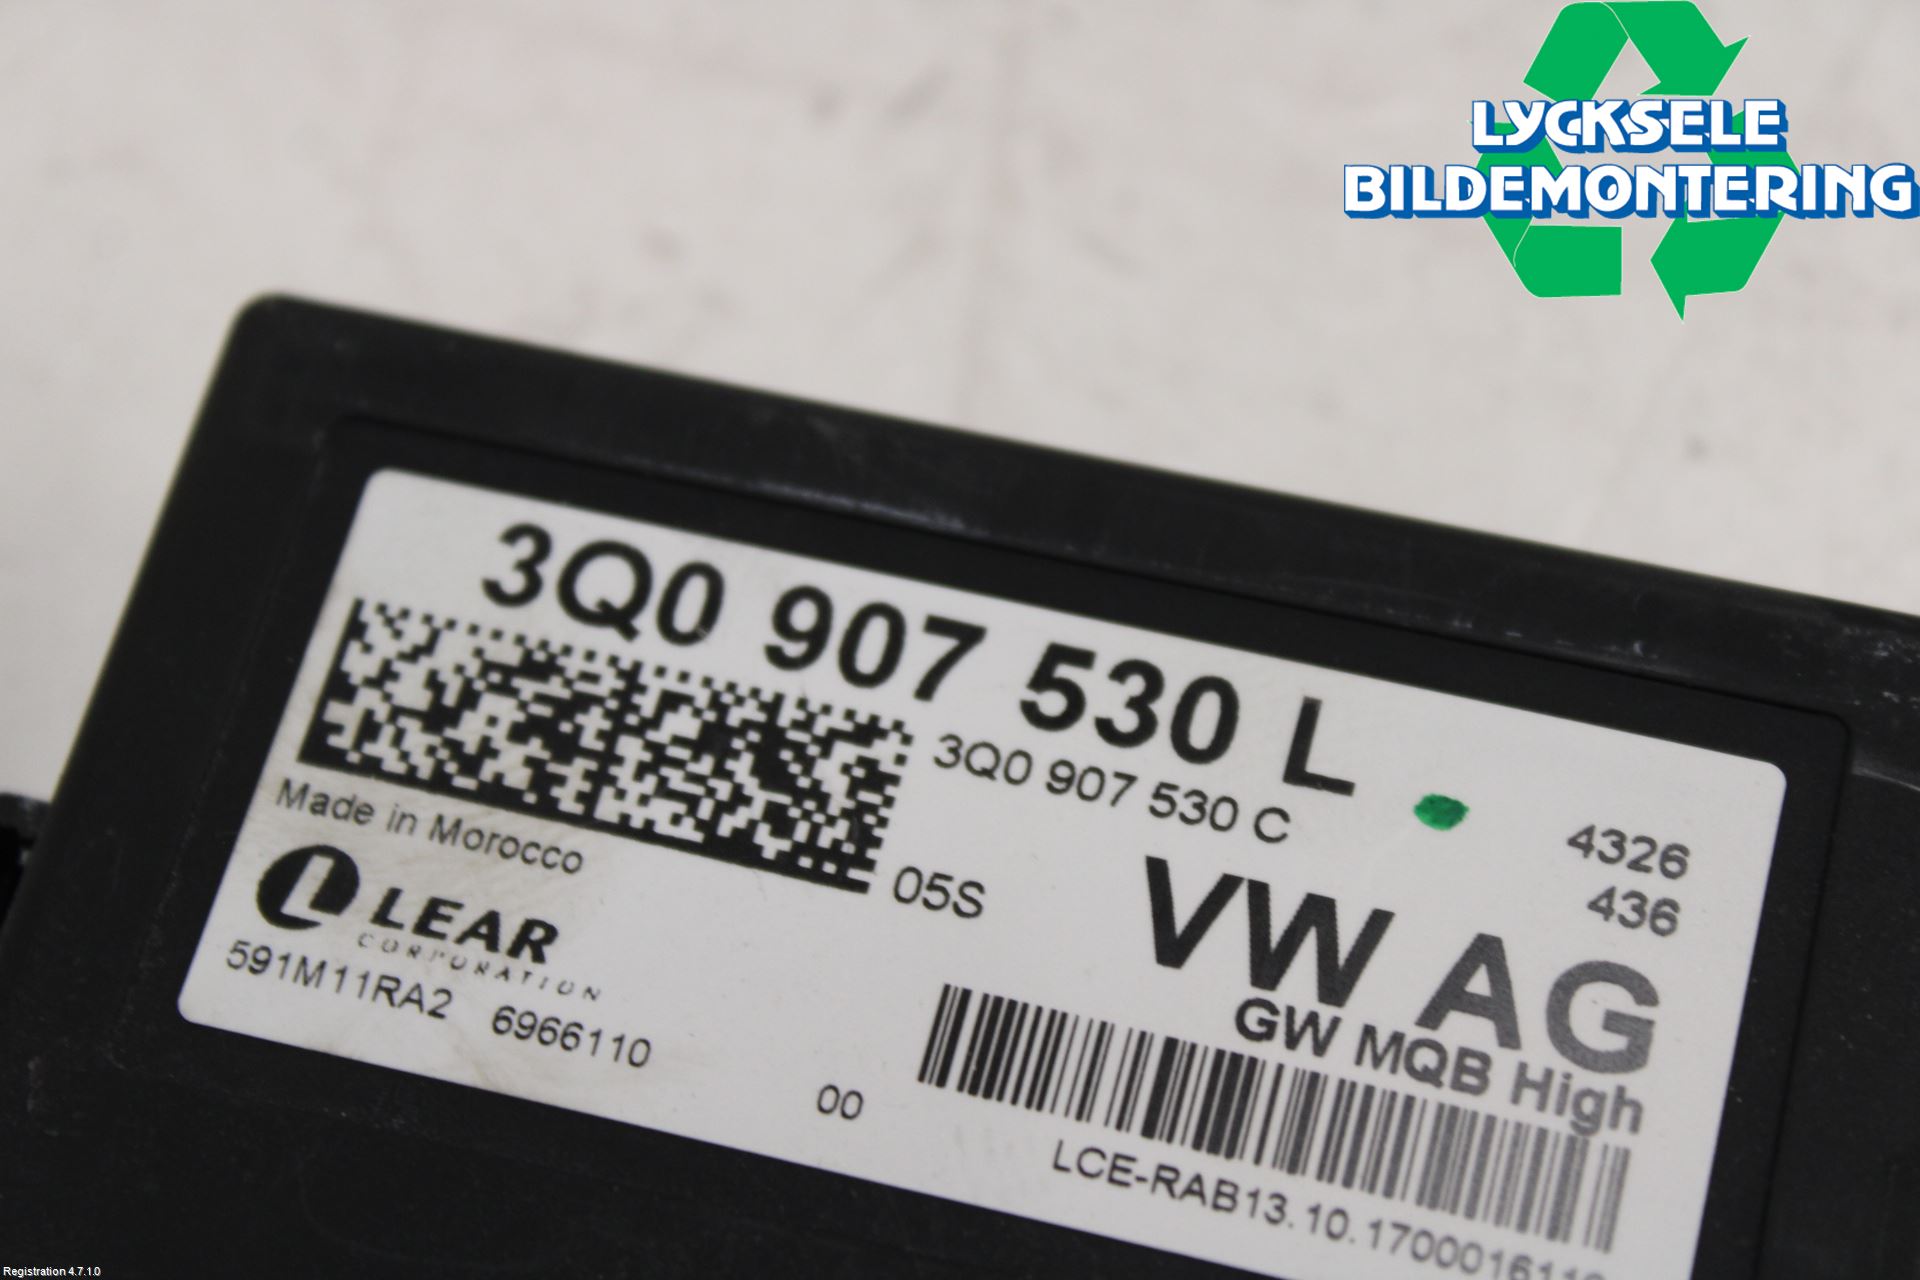 LYCKSELE
BILDEMONTERING
3Q0 907 530 L
3Q0 907 530 C
4326
436
Made in Morocco
05S
VW AG
LEAR
CORPORATION
GW MQB High
591M11RA2 6966110
00
Registration 4.7.1.0